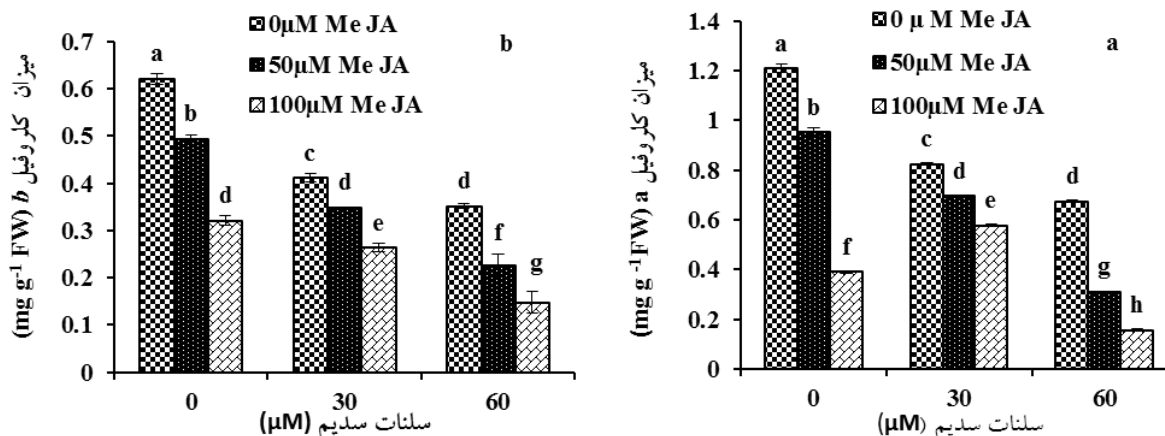 میزان کلروفیل b (mg g-1 FW)
0µM Me JA
50µM Me JA
100µM Me JA
b
0.7
0.6
0.5
0.4
0.3
0.2
0.1
0
a
b
d
c
d
e
d
f
g
0
30
60
سلنات سدیم (µM)
میزان کلروفیل a (mg g -1FW)
0 µ M Me JA
50µM Me JA
100µM Me JA
a
1.4
1.2
1
0.8
0.6
0.4
0.2
0
a
b
f
c
d
e
d
g
h
0
30
60
سلنات سدیم (µM)